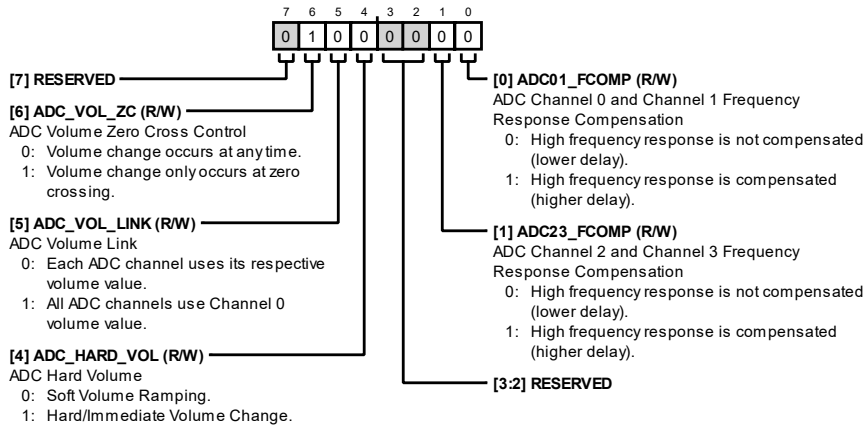 7 6 5 4 3 2 1 0
0 1 0 0 0 0 0 0
[7] RESERVED
[6] ADC_VOL_ZC (R/W)
ADC Volume Zero Cross Control
0: Volume change occurs at any time.
1: Volume change only occurs at zero
crossing.
[5] ADC_VOL_LINK (R/W)
ADC Volume Link
0: Each ADC channel uses its respective
volume value.
1: All ADC channels use Channel 0
volume value.
[4] ADC_HARD_VOL (R/W)
ADC Hard Volume
0: Soft Volume Ramping.
1: Hard/Immediate Volume Change.
[0] ADC01_FCOMP (R/W)
ADC Channel 0 and Channel 1 Frequency
Response Compensation
0: High frequency response is not compensated
(lower delay).
1: High frequency response is compensated
(higher delay).
[1] ADC23_FCOMP (R/W)
ADC Channel 2 and Channel 3 Frequency
Response Compensation
0: High frequency response is not compensated
(lower delay).
1: High frequency response is compensated
(higher delay).
[3:2] RESERVED